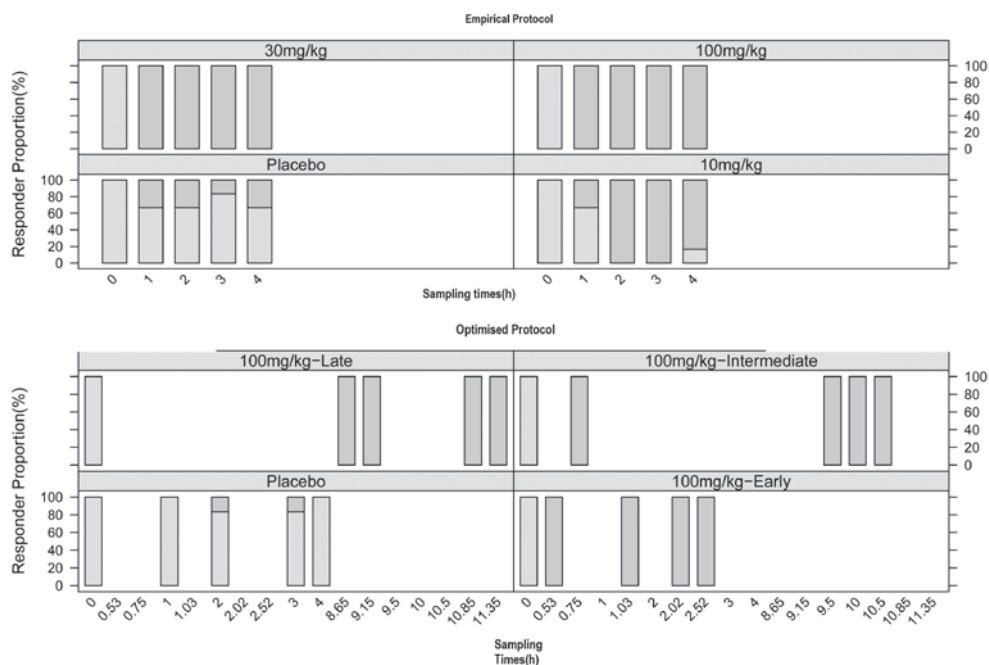 Empirical Protocol
30mg/kg 100mg/kg
100
80
60
40
20
0
Responder Proportion(%)
Placebo 10mg/kg
100
80
60
40
20
0
0 1 2 3 4 0 1 2 3 4
Sampling times(h)
Optimised Protocol
100mg/kg−Late 100mg/kg−Intermediate
100
80
60
40
20
0
Responder Proportion(%)
Placebo 100mg/kg−Early
100
80
60
40
20
0
0 0.53 0.75 1 1.03 2 2.02 2.52 3 4 8.65 9.15 9.5 10 10.5 10.85 11.35 0 0.53 0.75 1 1.03 2 2.02 2.52 3 4 8.65 9.15 9.5 10 10.5 10.85 11.35
Sampling
Times(h)